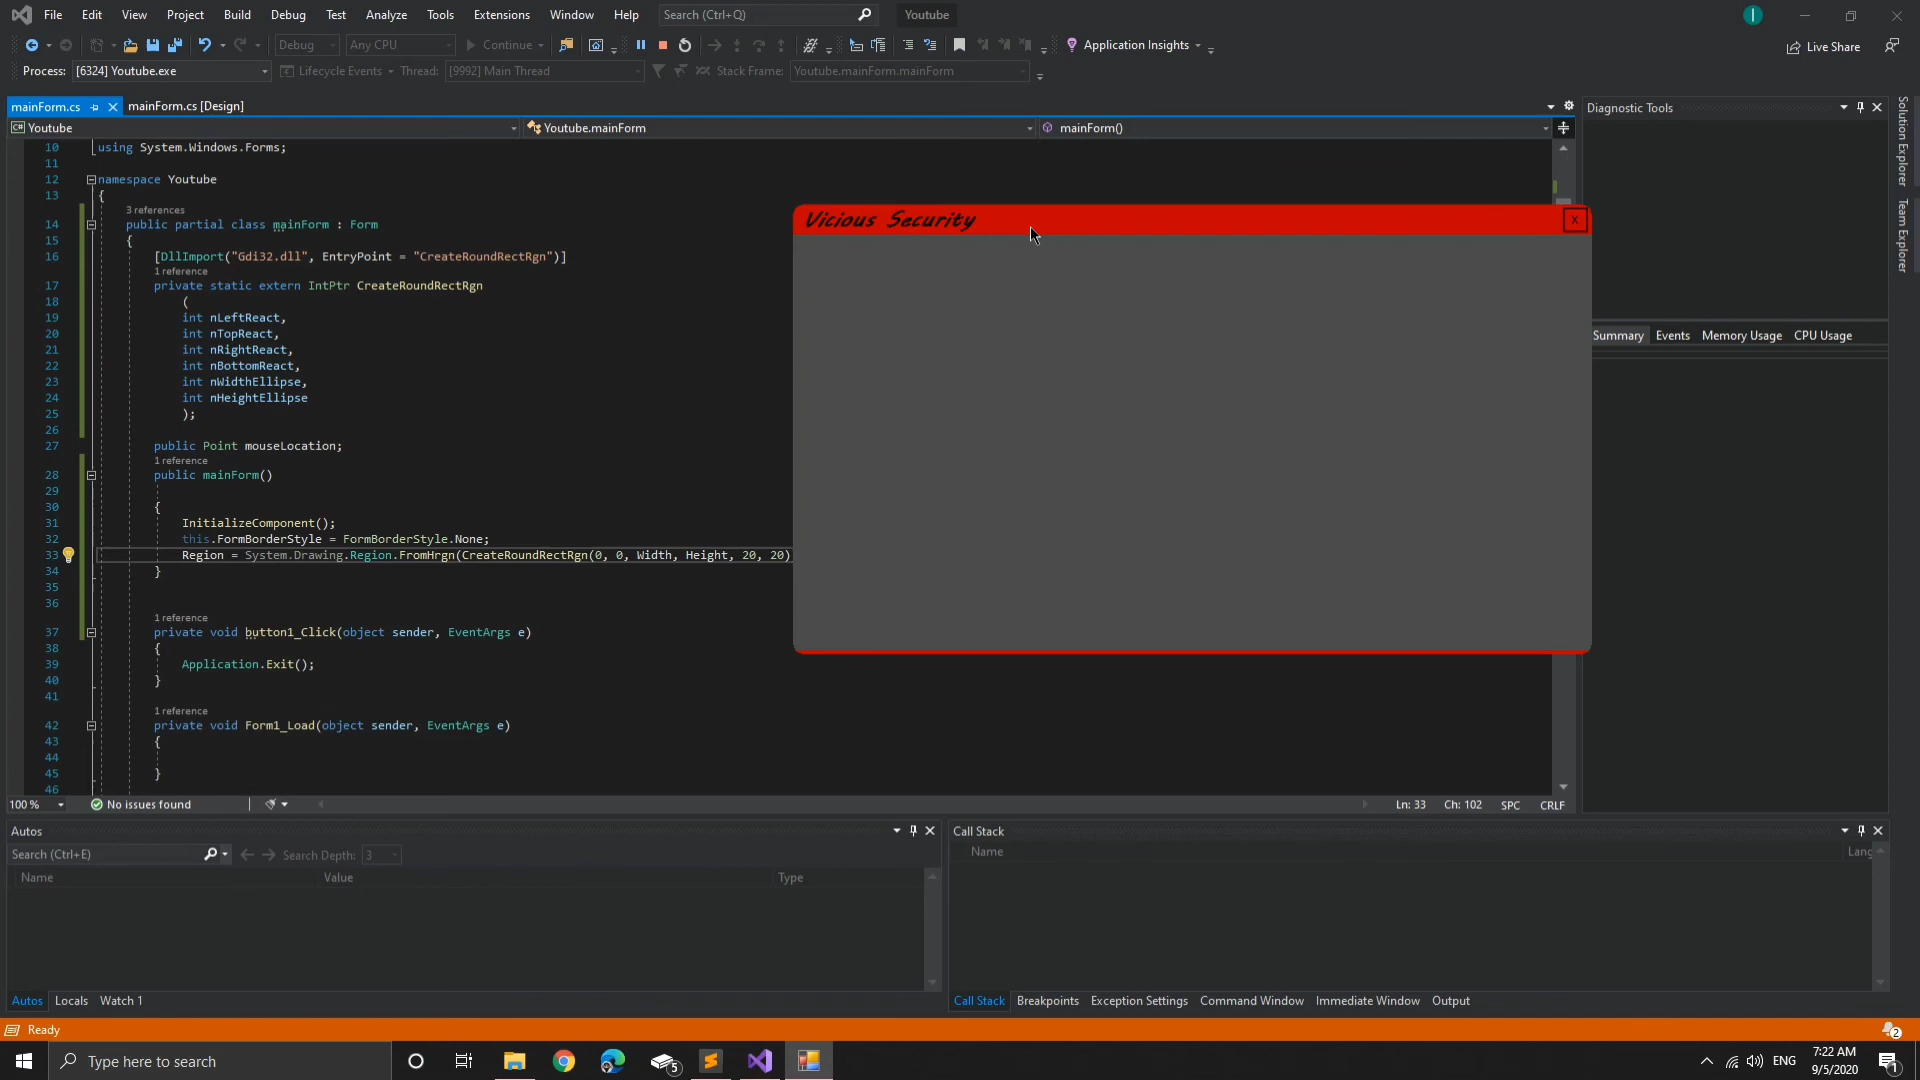 File Edit View Project Build Debug Test Analyze Tools Extensions Window Help Search (Ctrl+Q) Youtube I
Debug Any CPU Continue Application Insights Live Share
Process: [6324] Youtube.exe Lifecycle Events Thread: [9992] Main Thread Stack Frame: Youtube.mainForm.mainForm
mainForm.cs mainForm.cs [Design] Diagnostic Tools
C# Youtube Youtube.mainForm mainForm()
Solution Explorer
Team Explorer
10 using System.Windows.Forms;
11
12 namespace Youtube
13 {
3 references
14 public partial class mainForm : Form
15 {
16 [DllImport("Gdi32.dll", EntryPoint = "CreateRoundRectRgn")]
1 reference
17 private static extern IntPtr CreateRoundRectRgn
18 (
19 int nLeftReact,
20 int nTopReact,
21 int nRightReact,
22 int nBottomReact,
23 int nWidthEllipse,
24 int nHeightEllipse
25 );
26
27 public Point mouseLocation;
1 reference
28 public mainForm()
29
30 {
31 InitializeComponent();
32 this.FormBorderStyle = FormBorderStyle.None;
33 Region = System.Drawing.Region.FromHrgn(CreateRoundRectRgn(0, 0, Width, Height, 20, 20)
34 }
35
36
1 reference
37 private void button1_Click(object sender, EventArgs e)
38 {
39 Application.Exit();
40 }
41
1 reference
42 private void Form1_Load(object sender, EventArgs e)
43 {
44
45 }
46
Vicious Security X
Summary Events Memory Usage CPU Usage
100 % No issues found Ln: 33 Ch: 102 SPC CRLF
Autos
Search (Ctrl+E) Search Depth: 3
Name Value Type
Autos Locals Watch 1
Call Stack
Name Lang
Call Stack Breakpoints Exception Settings Command Window Immediate Window Output
Ready 2
Type here to search 5 ENG 7:22 AM 1
9/5/2020